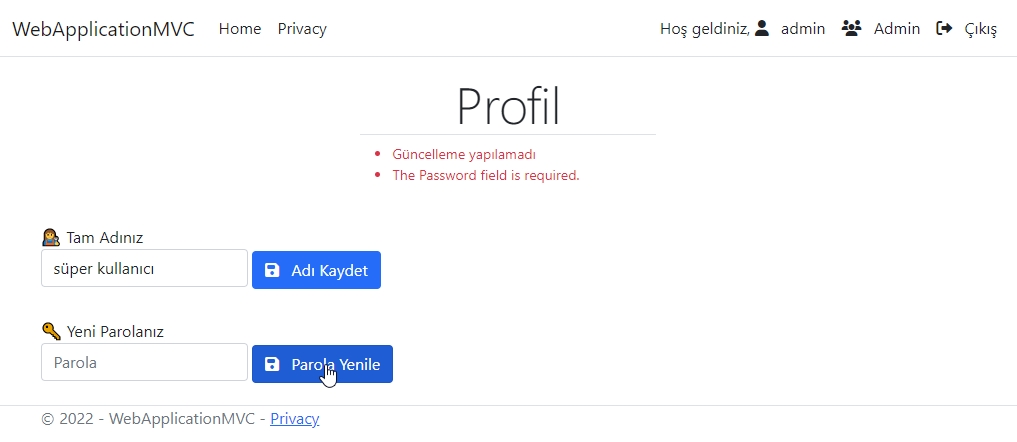 WebApplicationMVC Home Privacy Hoş geldiniz, admin Admin Çıkış
Profil
Güncelleme yapılamadı
The Password field is required.
Tam Adınız
süper kullanıcı Adı Kaydet
Yeni Parolanız
Parola Parola Yenile
© 2022 - WebApplicationMVC - Privacy